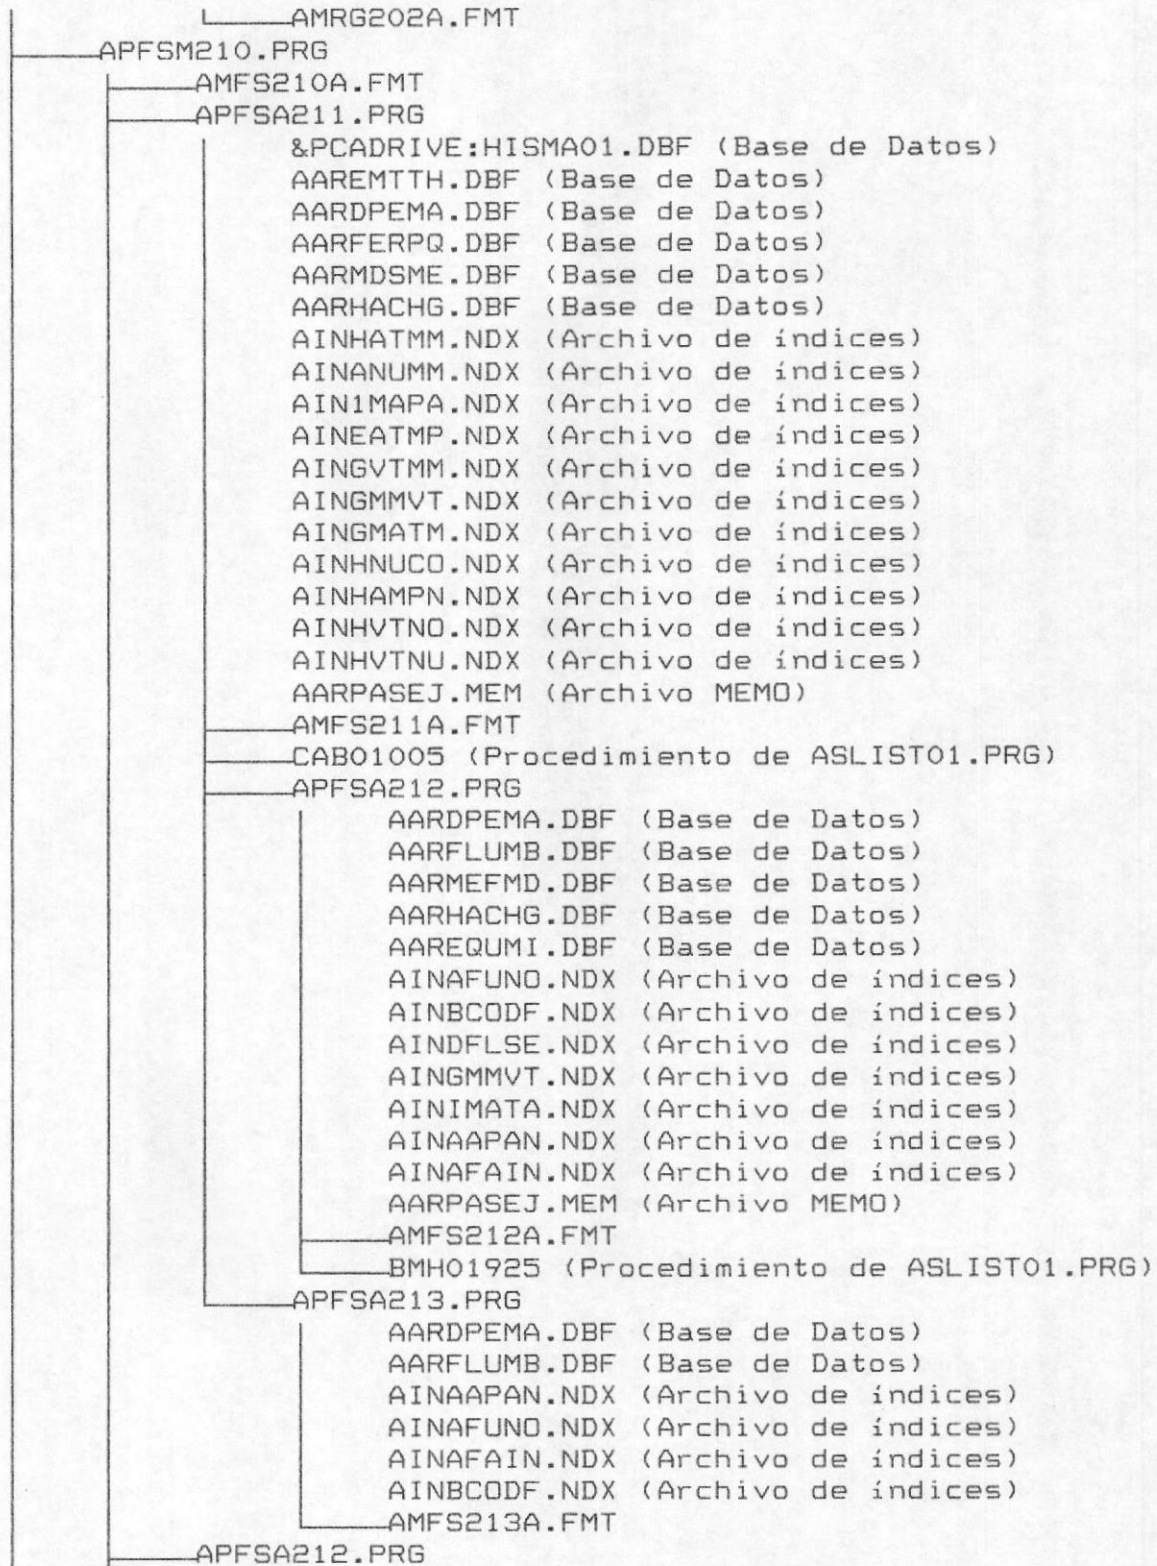 AMRG202A.FMT
APFSM210.PRG
AMFS210A.FMT
APFSA211.PRG
&PCADRIVE:HISMA01.DBF (Base de Datos)
AAREMTTH.DBF (Base de Datos)
AARDPEMA.DBF (Base de Datos)
AARFERPQ.DBF (Base de Datos)
AARMDSME.DBF (Base de Datos)
AARHACHG.DBF (Base de Datos)
AINHATMM.NDX (Archivo de índices)
AINANUMM.NDX (Archivo de índices)
AIN1MAPA.NDX (Archivo de índices)
AINEATMP.NDX (Archivo de índices)
AINGVTMM.NDX (Archivo de índices)
AINGMMVT.NDX (Archivo de índices)
AINGMATM.NDX (Archivo de índices)
AINHNUCO.NDX (Archivo de índices)
AINHAMPN.NDX (Archivo de índices)
AINHVTNO.NDX (Archivo de índices)
AINHVTNU.NDX (Archivo de índices)
AARPASEJ.MEM (Archivo MEMO)
AMFS211A.FMT
CAB01005 (Procedimiento de ASLIST01.PRG)
APFSA212.PRG
AARDPEMA.DBF (Base de Datos)
AARFLUMB.DBF (Base de Datos)
AARMEFMD.DBF (Base de Datos)
AARHACHG.DBF (Base de Datos)
AAREQUMI.DBF (Base de Datos)
AINAFUNO.NDX (Archivo de índices)
AINBCODF.NDX (Archivo de índices)
AINDFLSE.NDX (Archivo de índices)
AINGMMVT.NDX (Archivo de índices)
AINIMATA.NDX (Archivo de índices)
AINAAPAN.NDX (Archivo de índices)
AINAFAIN.NDX (Archivo de índices)
AARPASEJ.MEM (Archivo MEMO)
AMFS212A.FMT
BMH01925 (Procedimiento de ASLIST01.PRG)
APFSA213.PRG
AARDPEMA.DBF (Base de Datos)
AARFLUMB.DBF (Base de Datos)
AINAAPAN.NDX (Archivo de índices)
AINAFUNO.NDX (Archivo de índices)
AINAFAIN.NDX (Archivo de índices)
AINBCODF.NDX (Archivo de índices)
AMFS213A.FMT
APFSA212.PRG